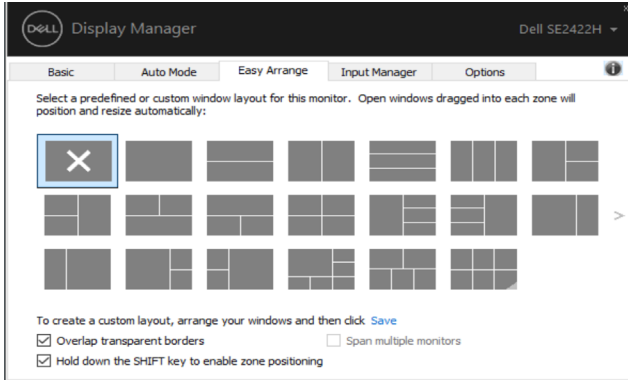 DELL Display Manager Dell SE2422H
Basic Auto Mode Easy Arrange Input Manager Options
Select a predefined or custom window layout for this monitor. Open windows dragged into each zone will
position and resize automatically:
To create a custom layout, arrange your windows and then click Save
Overlap transparent borders Span multiple monitors
Hold down the SHIFT key to enable zone positioning